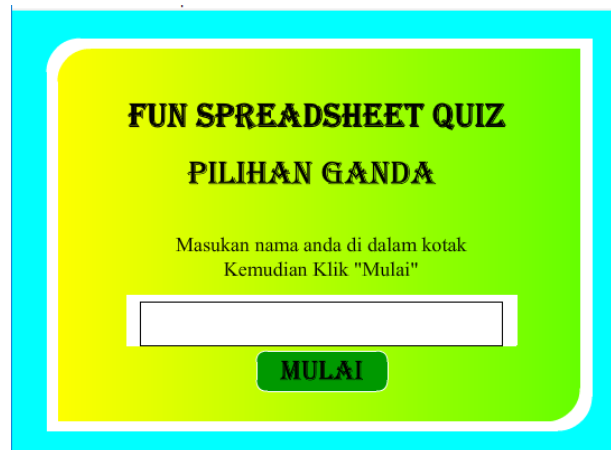 FUN SPREADSHEET QUIZ
PILIHAN GANDA
Masukan nama anda di dalam kotak
Kemudian Klik "Mulai"
MULAI